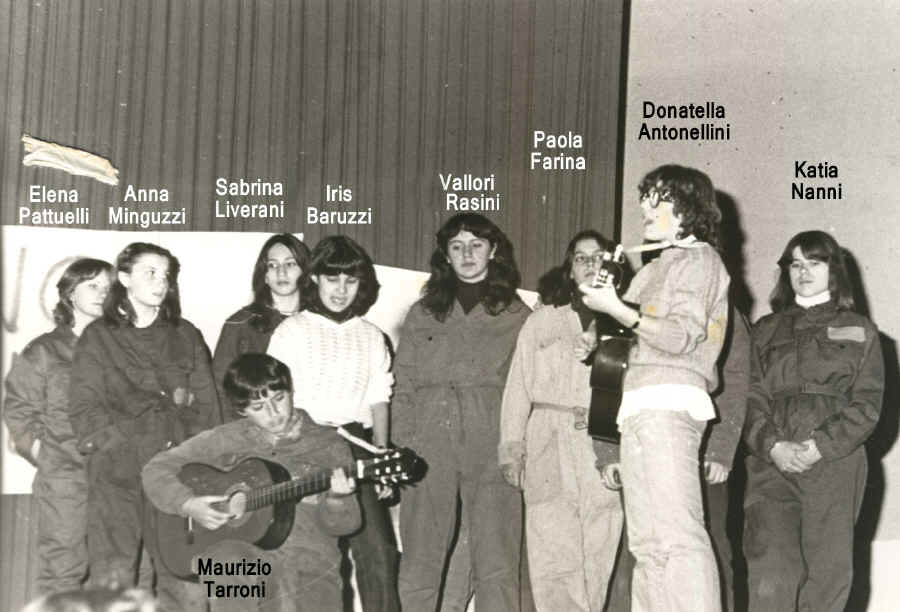 Elena
Pattuelli
Anna
Minguzzi
Sabrina
Liverani
Iris
Baruzzi
Vallori
Rasini
Paola
Farina
Donatella
Antonellini
Katia
Nanni
Maurizio
Tarroni